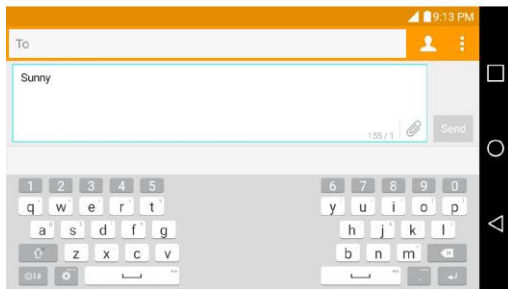 9:13 PM
To
Sunny
155/1
Send
1 2 3 4 5 6 7 8 9 0
q w e r t y u i o p
a s d f g h j k l
z x c v b n m